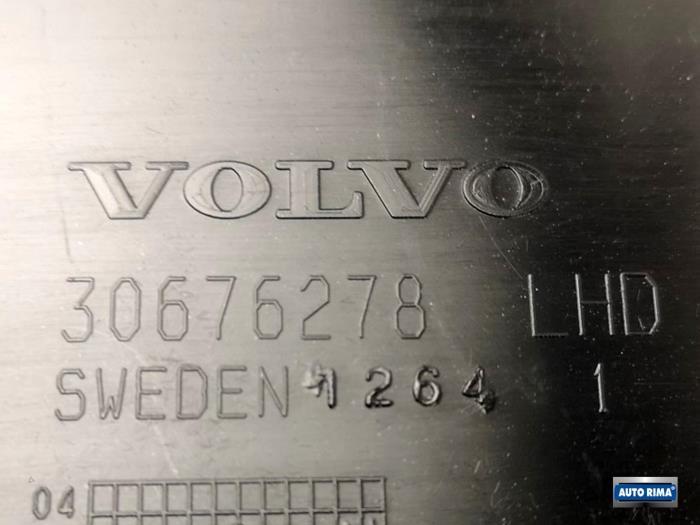 VOLVO
30676278 LHD
SWEDEN 1264 1
04
AUTO RIMA®